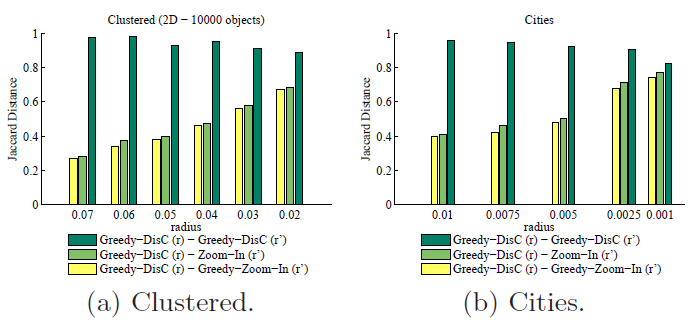 Clustered (2D − 10000 objects)
1
0.8
0.6
0.4
0.2
0
Jaccard Distance
0.07 0.06 0.05 0.04 0.03 0.02
radius
Greedy−DisC (r) − Greedy−DisC (r’)
Greedy−DisC (r) − Zoom−In (r’)
Greedy−DisC (r) − Greedy−Zoom−In (r’)
(a) Clustered.
Cities
1
0.8
0.6
0.4
0.2
0
Jaccard Distance
0.01 0.0075 0.005 0.0025 0.001
radius
Greedy−DisC (r) − Greedy−DisC (r’)
Greedy−DisC (r) − Zoom−In (r’)
Greedy−DisC (r) − Greedy−Zoom−In (r’)
(b) Cities.